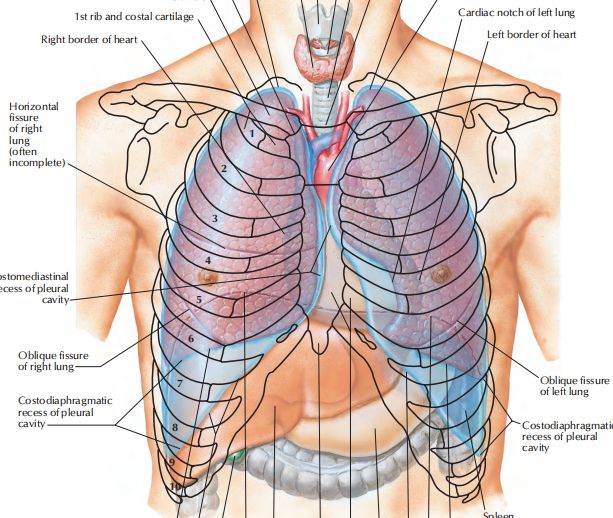 1st rib and costal cartilage
Cardiac notch of left lung
Right border of heart
Left border of heart
Horizontal
fissure
of right
lung
(often
incomplete)
1
2
3
4
5
6
7
8
9
10
ostomediastinal
ecess of pleural
cavity
Oblique fissure
of right lung
Costodiaphragmatic
recess of pleural
cavity
Oblique fissure
of left lung
Costodiaphragmatic
recess of pleural
cavity
Spleen